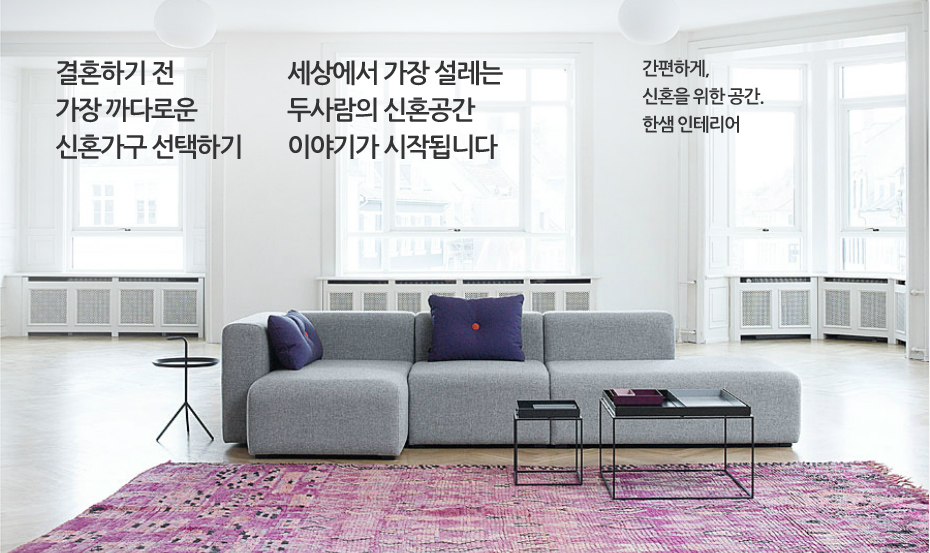 결혼하기 전
가장 까다로운
신혼가구 선택하기
세상에서 가장 설레는
두사람의 신혼공간
이야기가 시작됩니다
간편하게,
신혼을 위한 공간.
한샘 인테리어